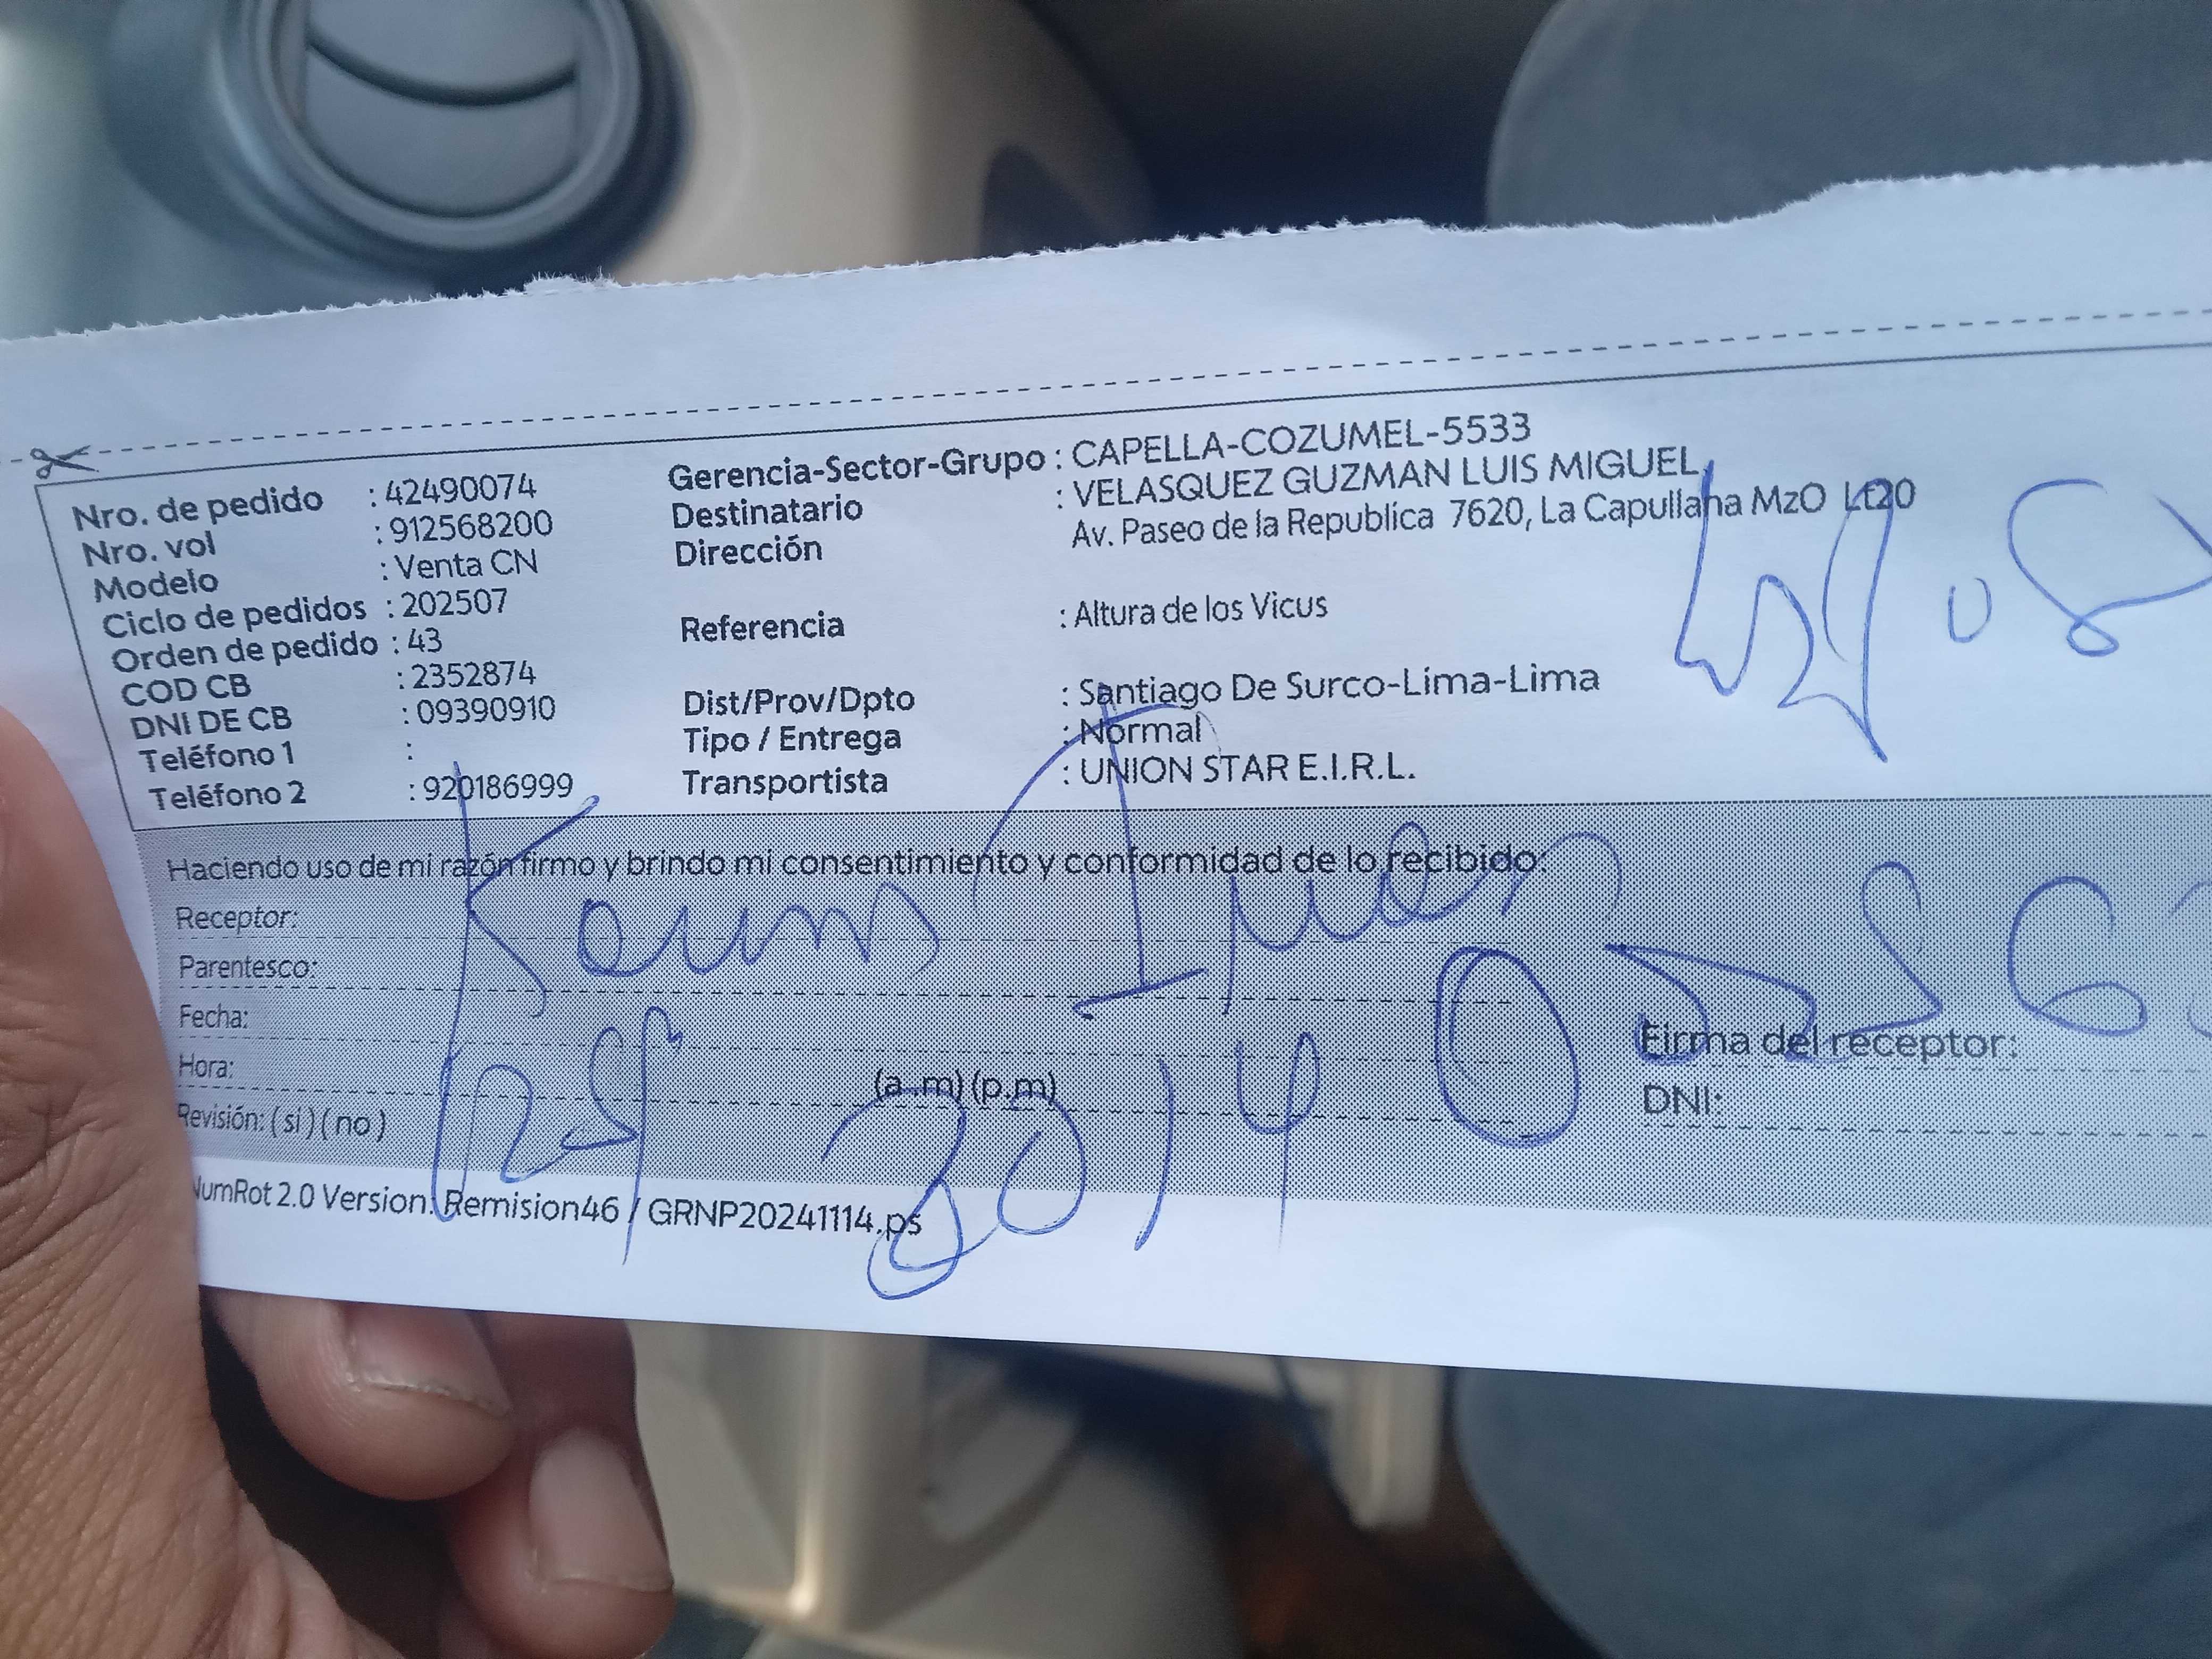 Nro. de pedido : 42490074
Nro. vol : 912568200
Modelo : Venta CN
Ciclo de pedidos : 202507
Orden de pedido : 43
COD CB : 2352874
DNI DE CB : 09390910
Teléfono 1 :
Teléfono 2 : 920186999
Gerencia-Sector-Grupo : CAPELLA-COZUMEL-5533
Destinatario : VELASQUEZ GUZMAN LUIS MIGUEL
Dirección Av. Paseo de la Republica 7620, La Capullana MzO Lt20
Referencia : Altura de los Vicus
Dist/Prov/Dpto : Santiago De Surco-Lima-Lima
Tipo / Entrega : Normal
Transportista : UNION STAR E.I.R.L.
Haciendo uso de mi razón firmo y brindo mi consentimiento y conformidad de lo recibido:
Receptor:
Parentesco:
Fecha:
Hora: (a.m) (p.m)
Revisión: ( si ) ( no )
Firma del receptor:
DNI:
NumRot 2.0 Version: Remision46 / GRNP20241114.ps